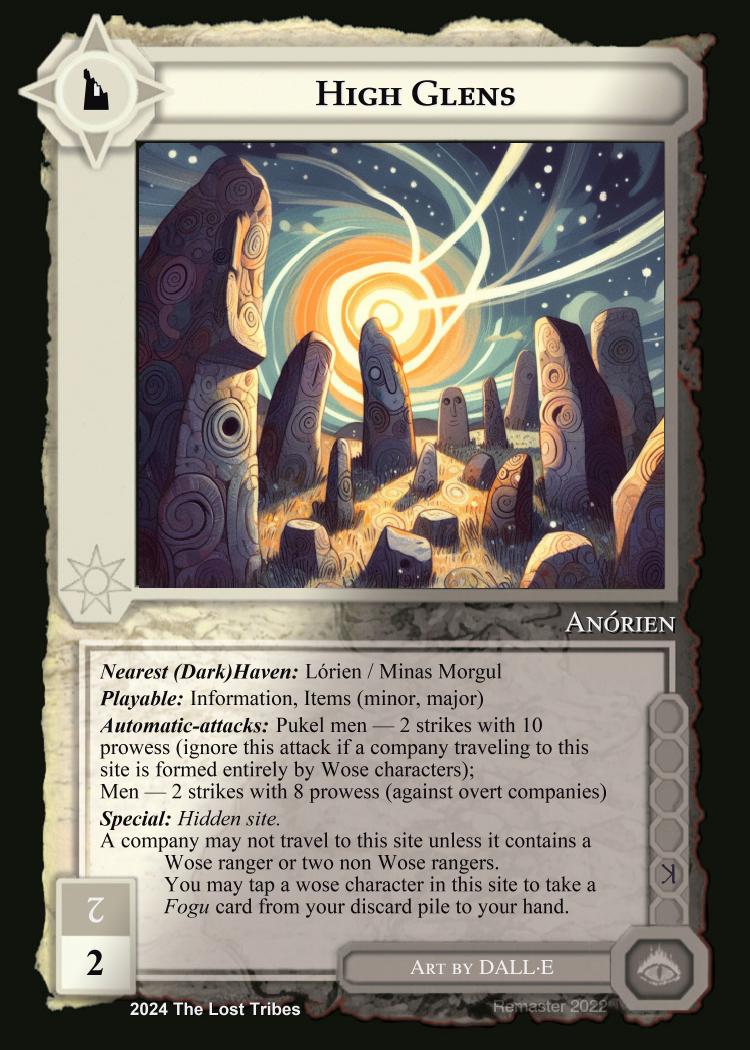 High Glens
Anórien
Nearest (Dark)Haven: Lórien / Minas Morgul
Playable: Information, Items (minor, major)
Automatic-attacks: Pukel men — 2 strikes with 10
prowess (ignore this attack if a company traveling to this
site is formed entirely by Wose characters);
Men — 2 strikes with 8 prowess (against overt companies)
Special: Hidden site.
A company may not travel to this site unless it contains a
Wose ranger or two non Wose rangers.
You may tap a wose character in this site to take a
Fogu card from your discard pile to your hand.
2
2
Art by DALL·E
2024 The Lost Tribes
Remaster 2022